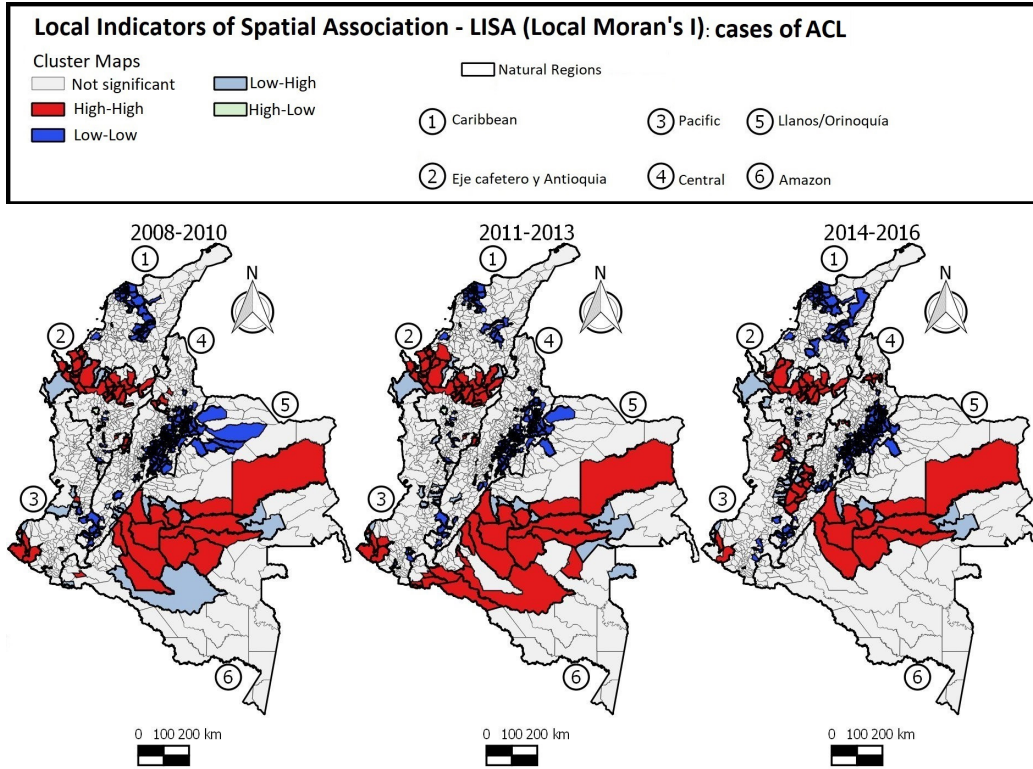 Local Indicators of Spatial Association - LISA (Local Moran's I): cases of ACL
Cluster Maps
Not significant
Low-High
Natural Regions
High-High
High-Low
Low-Low
1 Caribbean
3 Pacific
5 Llanos/Orinoquía
2 Eje cafetero y Antioquia
4 Central
6 Amazon
2008-2010
2011-2013
2014-2016
1
N
2
4
5
3
6
1
N
2
4
5
3
6
1
N
2
4
5
3
6
0 100 200 km
0 100 200 km
0 100 200 km